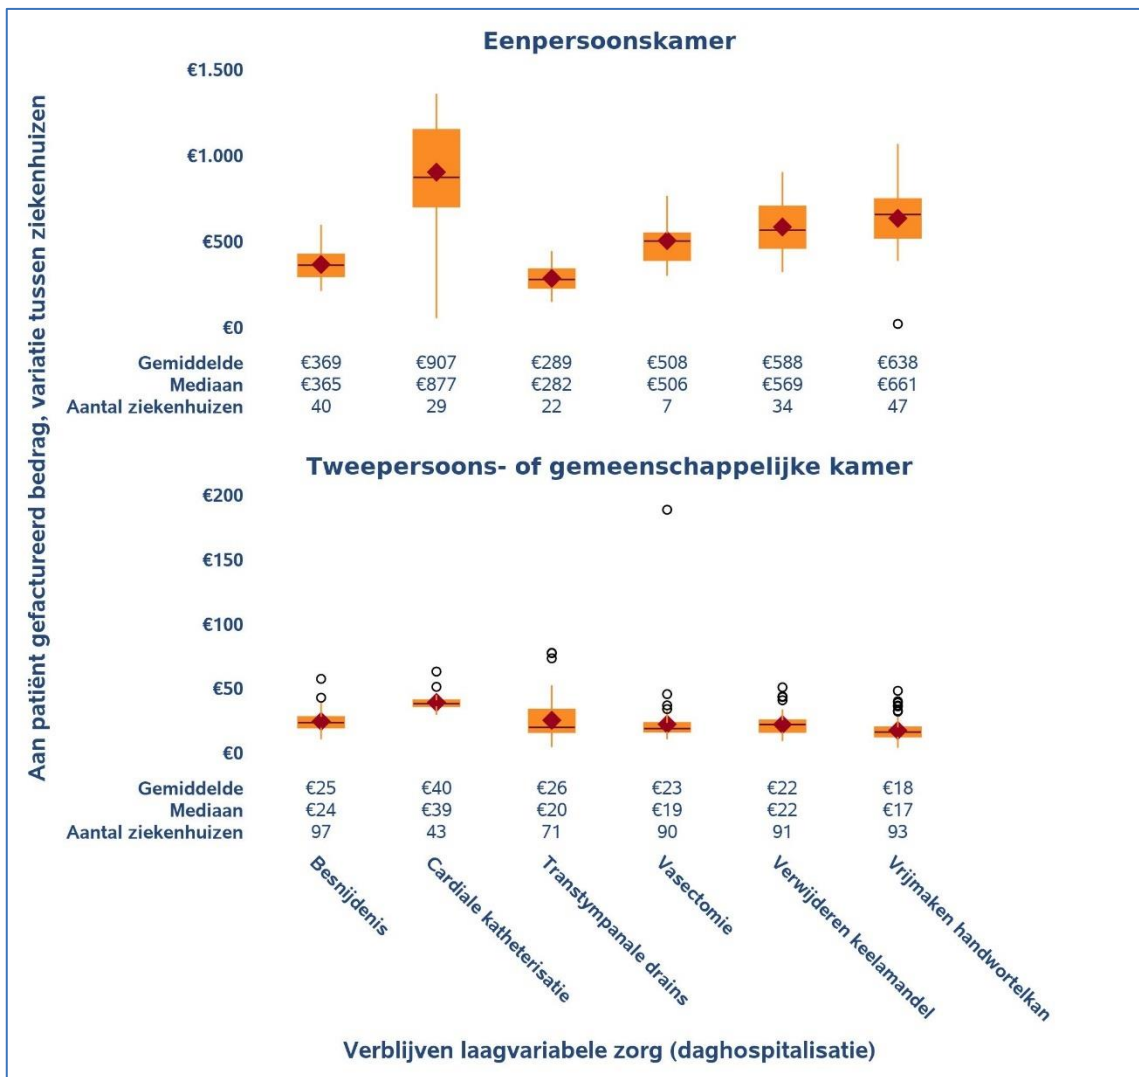 Eenpersoonskamer
Aan patiënt gefactureerd bedrag, variatie tussen ziekenhuizen
€1.500
€1.000
€500
€0
Gemiddelde €369 €907 €289 €508 €588 €638
Mediaan €365 €877 €282 €506 €569 €661
Aantal ziekenhuizen 40 29 22 7 34 47
Tweepersoons- of gemeenschappelijke kamer
€200
€150
€100
€50
€0
Gemiddelde €25 €40 €26 €23 €22 €18
Mediaan €24 €39 €20 €19 €22 €17
Aantal ziekenhuizen 97 43 71 90 91 93
Besnijdenis
Cardiale katheterisatie
Transtympanale drains
Vasectomie
Verwijderen keelamandel
Vrijmaken handwortelkan
Verblijven laagvariabele zorg (daghospitalisatie)